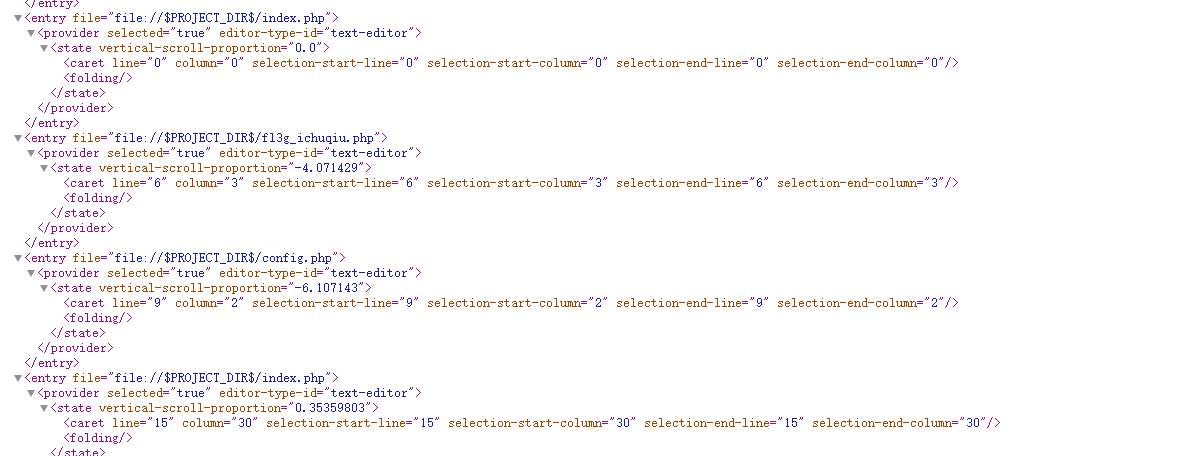 </entry>
▼<entry file="file://$PROJECT_DIR$/index.php">
▼<provider selected="true" editor-type-id="text-editor">
▼<state vertical-scroll-proportion="0.0">
<caret line="0" column="0" selection-start-line="0" selection-start-column="0" selection-end-line="0" selection-end-column="0"/>
<folding/>
</state>
</provider>
</entry>
▼<entry file="file://$PROJECT_DIR$/fl3g_ichuqiu.php">
▼<provider selected="true" editor-type-id="text-editor">
▼<state vertical-scroll-proportion="-4.071429">
<caret line="6" column="3" selection-start-line="6" selection-start-column="3" selection-end-line="6" selection-end-column="3"/>
<folding/>
</state>
</provider>
</entry>
▼<entry file="file://$PROJECT_DIR$/config.php">
▼<provider selected="true" editor-type-id="text-editor">
▼<state vertical-scroll-proportion="-6.107143">
<caret line="9" column="2" selection-start-line="9" selection-start-column="2" selection-end-line="9" selection-end-column="2"/>
<folding/>
</state>
</provider>
</entry>
▼<entry file="file://$PROJECT_DIR$/index.php">
▼<provider selected="true" editor-type-id="text-editor">
▼<state vertical-scroll-proportion="0.35359803">
<caret line="15" column="30" selection-start-line="15" selection-start-column="30" selection-end-line="15" selection-end-column="30"/>
<folding/>
</state>